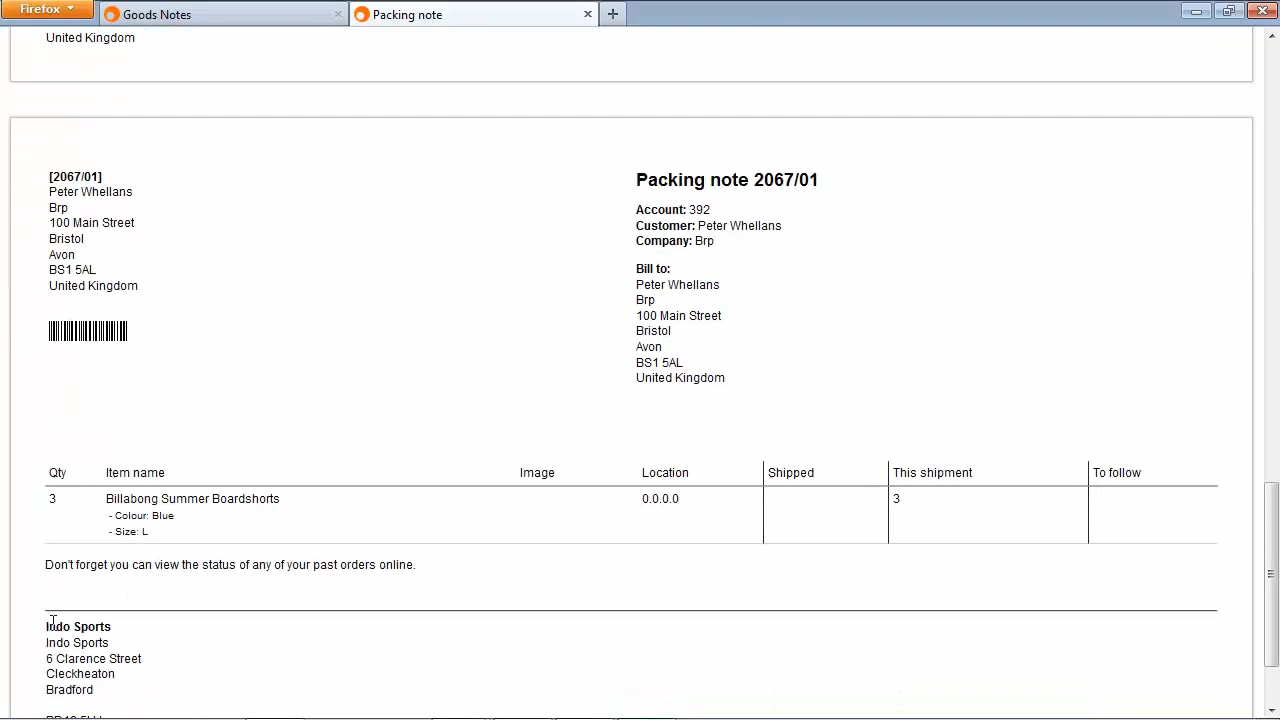 Firefox
Goods Notes
Packing note
United Kingdom
[2067/01]
Peter Whellans
Brp
100 Main Street
Bristol
Avon
BS1 5AL
United Kingdom
Packing note 2067/01
Account: 392
Customer: Peter Whellans
Company: Brp
Bill to:
Peter Whellans
Brp
100 Main Street
Bristol
Avon
BS1 5AL
United Kingdom
Qty Item name Image Location Shipped This shipment To follow
3 Billabong Summer Boardshorts 0.0.0.0 3
- Colour: Blue
- Size: L
Don't forget you can view the status of any of your past orders online.
Indo Sports
Indo Sports
6 Clarence Street
Cleckheaton
Bradford